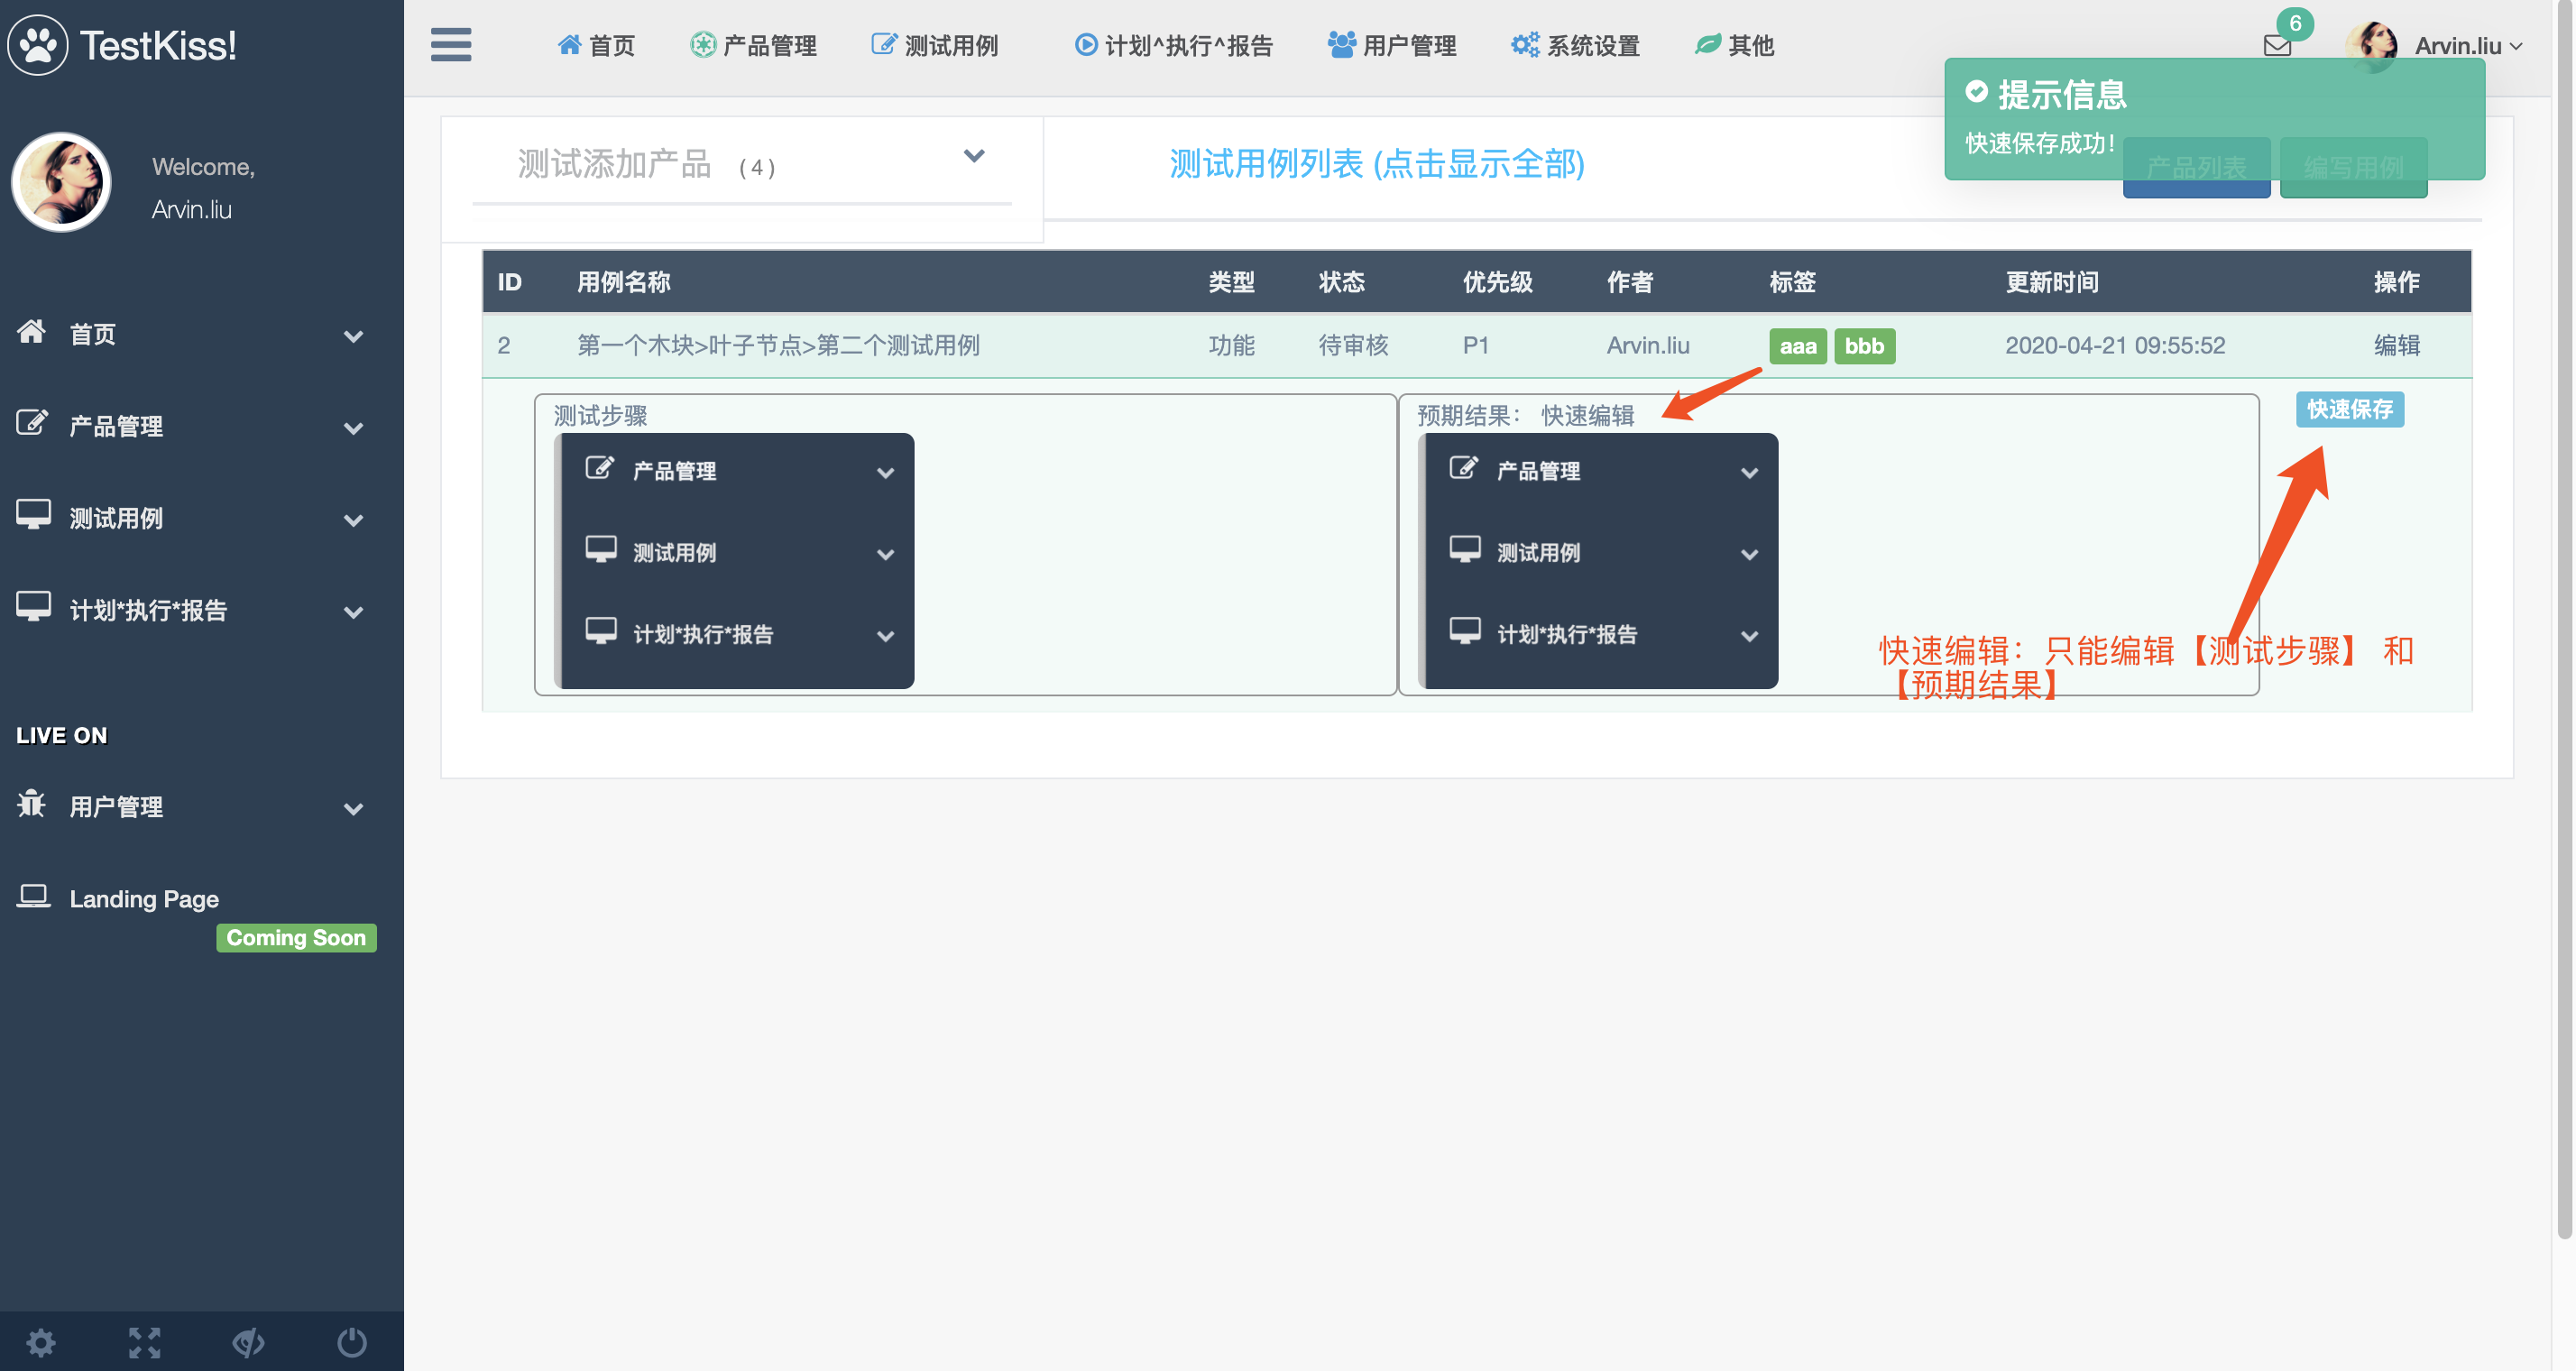 TestKiss!
首页
产品管理
测试用例
计划^执行^报告
用户管理
系统设置
其他
6
Arvin.liu
提示信息
快速保存成功!
产品列表
编写用例
Welcome,
Arvin.liu
首页
产品管理
测试用例
计划*执行*报告
LIVE ON
用户管理
Landing Page
Coming Soon
测试添加产品 (4)
测试用例列表 (点击显示全部)
ID 用例名称 类型 状态 优先级 作者 标签 更新时间 操作
2 第一个木块>叶子节点>第二个测试用例 功能 待审核 P1 Arvin.liu aaa bbb 2020-04-21 09:55:52 编辑
测试步骤
产品管理
测试用例
计划*执行*报告
预期结果： 快速编辑
产品管理
测试用例
计划*执行*报告
快速保存
快速编辑：只能编辑【测试步骤】 和
【预期结果】